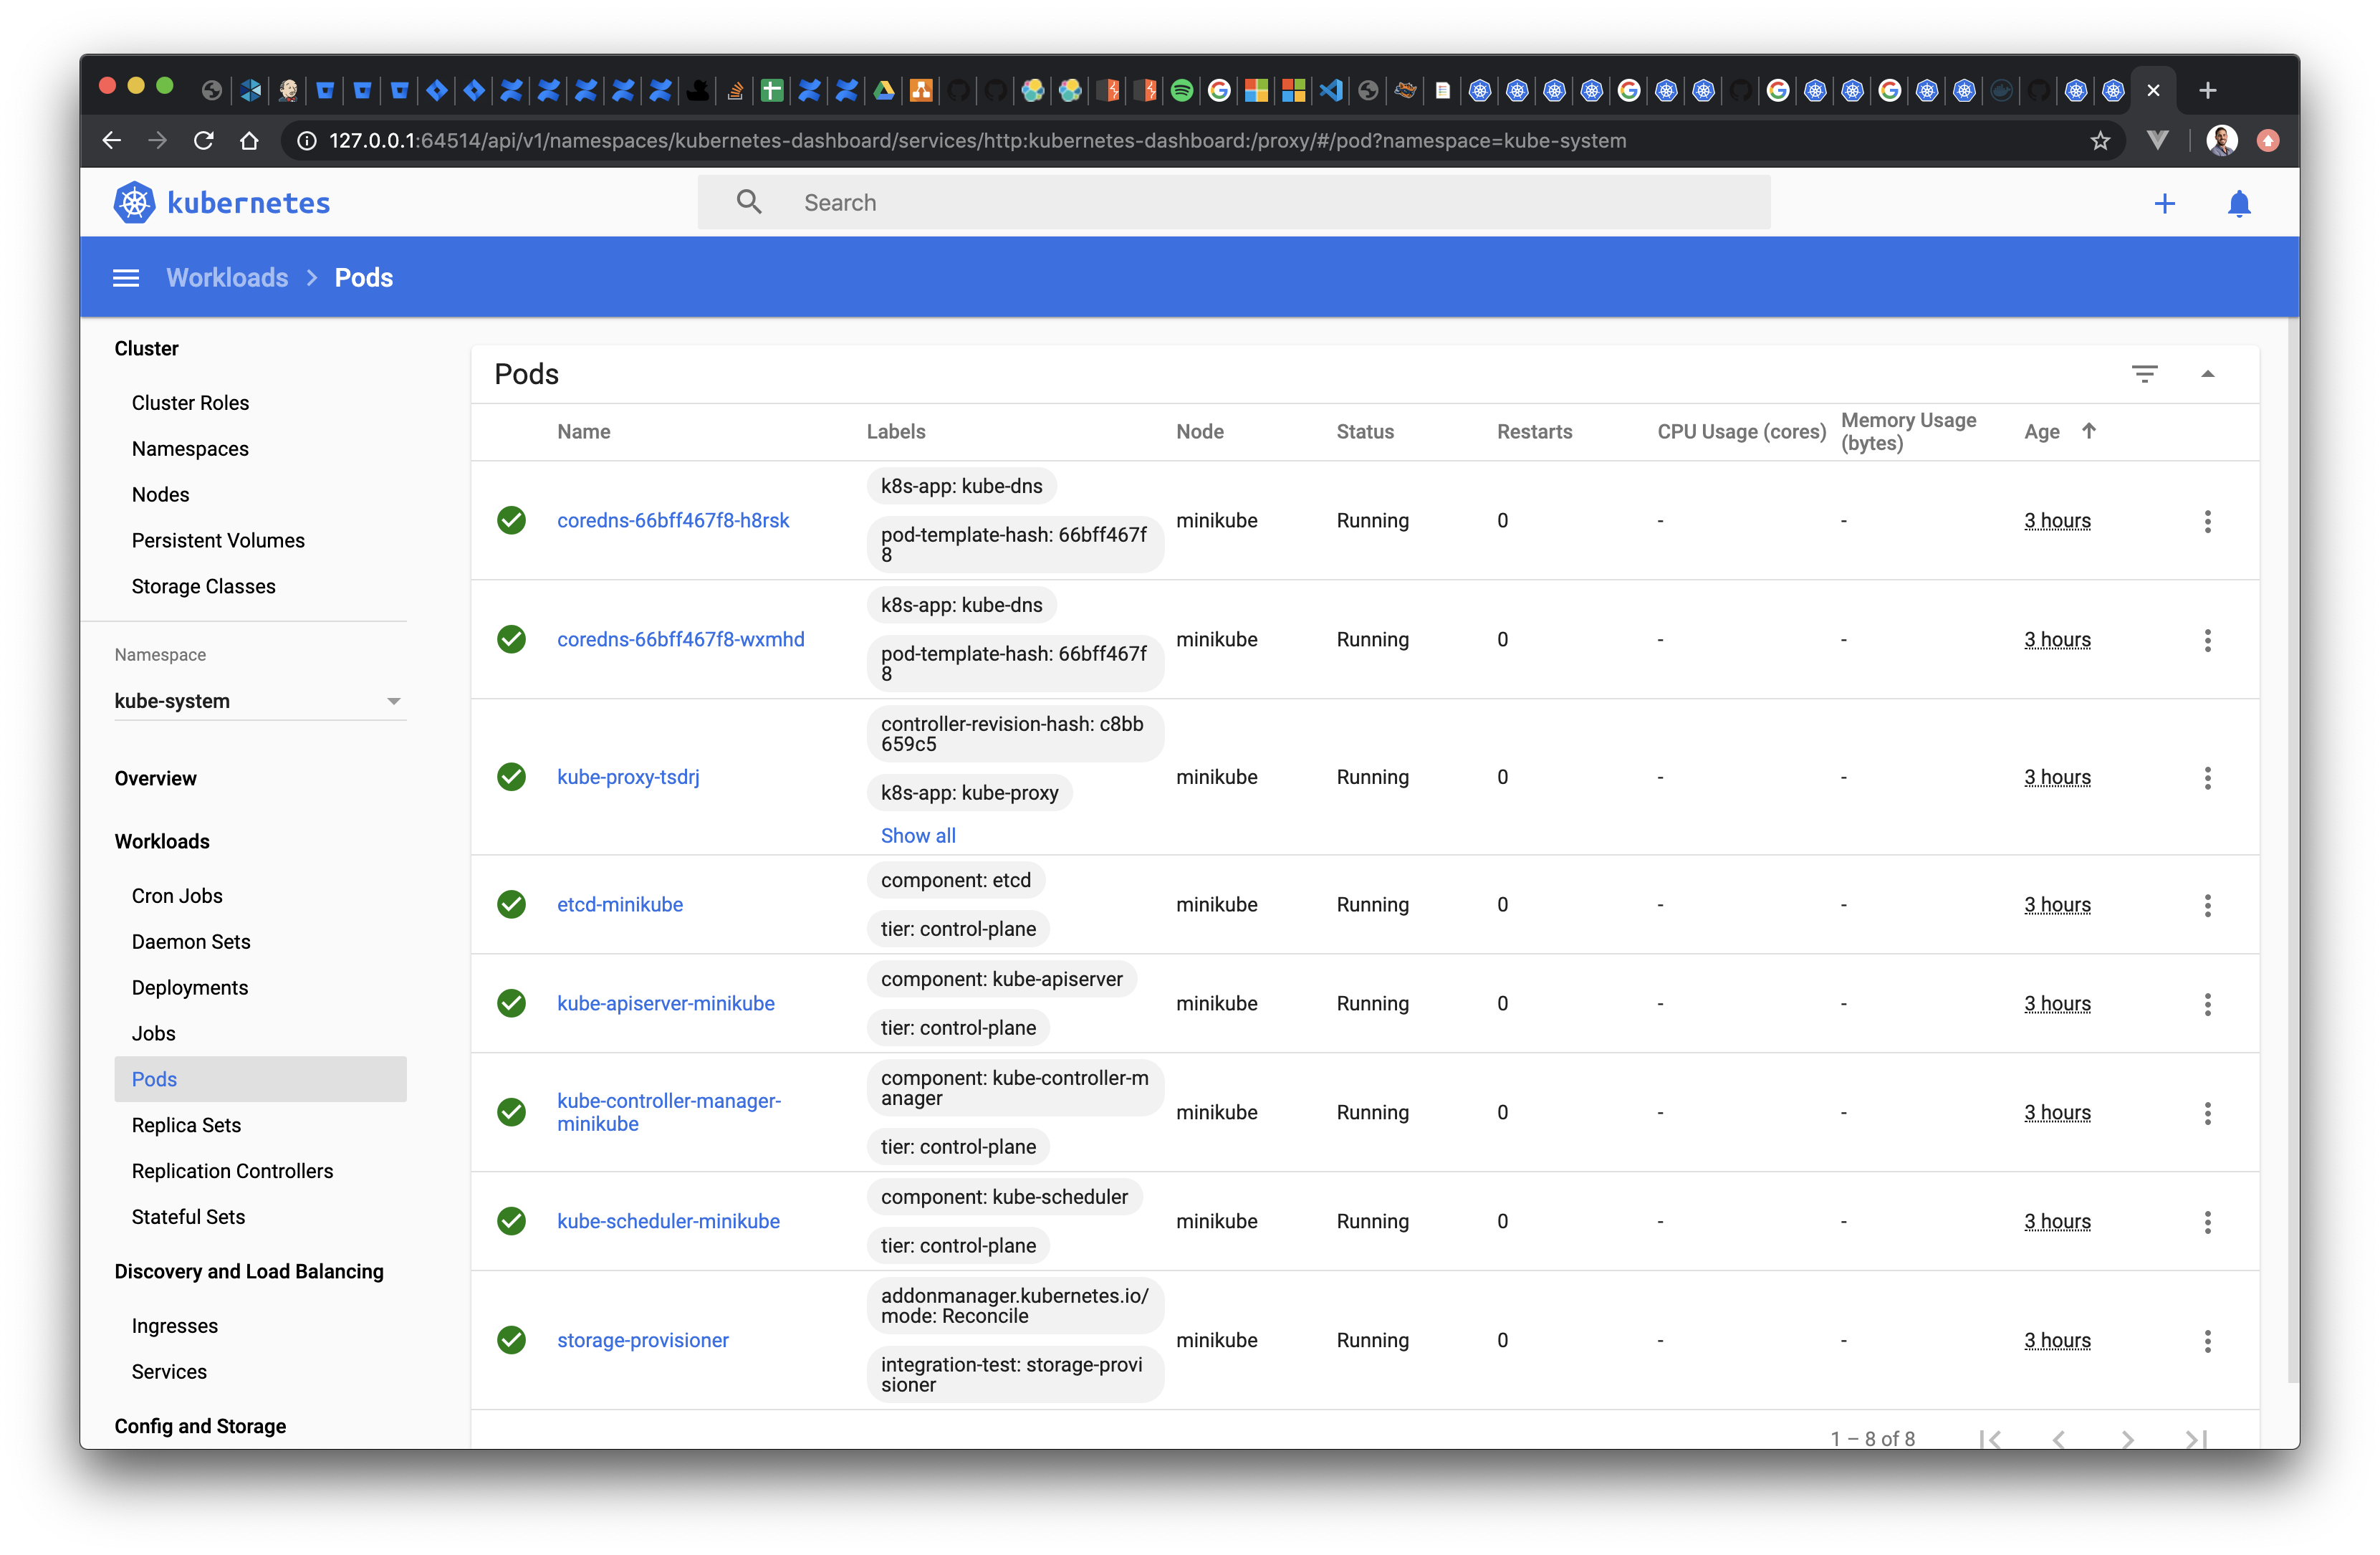 127.0.0.1:64514/api/v1/namespaces/kubernetes-dashboard/services/http:kubernetes-dashboard:/proxy/#/pod?namespace=kube-system
kubernetes
Search
Workloads > Pods
Cluster
Cluster Roles
Namespaces
Nodes
Persistent Volumes
Storage Classes
Namespace
kube-system
Overview
Workloads
Cron Jobs
Daemon Sets
Deployments
Jobs
Pods
Replica Sets
Replication Controllers
Stateful Sets
Discovery and Load Balancing
Ingresses
Services
Config and Storage
Pods
Name Labels Node Status Restarts CPU Usage (cores) Memory Usage
(bytes) Age
k8s-app: kube-dns
coredns-66bff467f8-h8rsk minikube Running 0 - - 3 hours
pod-template-hash: 66bff467f
8
k8s-app: kube-dns
coredns-66bff467f8-wxmhd minikube Running 0 - - 3 hours
pod-template-hash: 66bff467f
8
controller-revision-hash: c8bb
659c5
kube-proxy-tsdrj minikube Running 0 - - 3 hours
k8s-app: kube-proxy
Show all
component: etcd
etcd-minikube minikube Running 0 - - 3 hours
tier: control-plane
component: kube-apiserver
kube-apiserver-minikube minikube Running 0 - - 3 hours
tier: control-plane
component: kube-controller-m
anager
kube-controller-manager-
minikube minikube Running 0 - - 3 hours
tier: control-plane
component: kube-scheduler
kube-scheduler-minikube minikube Running 0 - - 3 hours
tier: control-plane
addonmanager.kubernetes.io/
mode: Reconcile
storage-provisioner minikube Running 0 - - 3 hours
integration-test: storage-provi
sioner
1 – 8 of 8